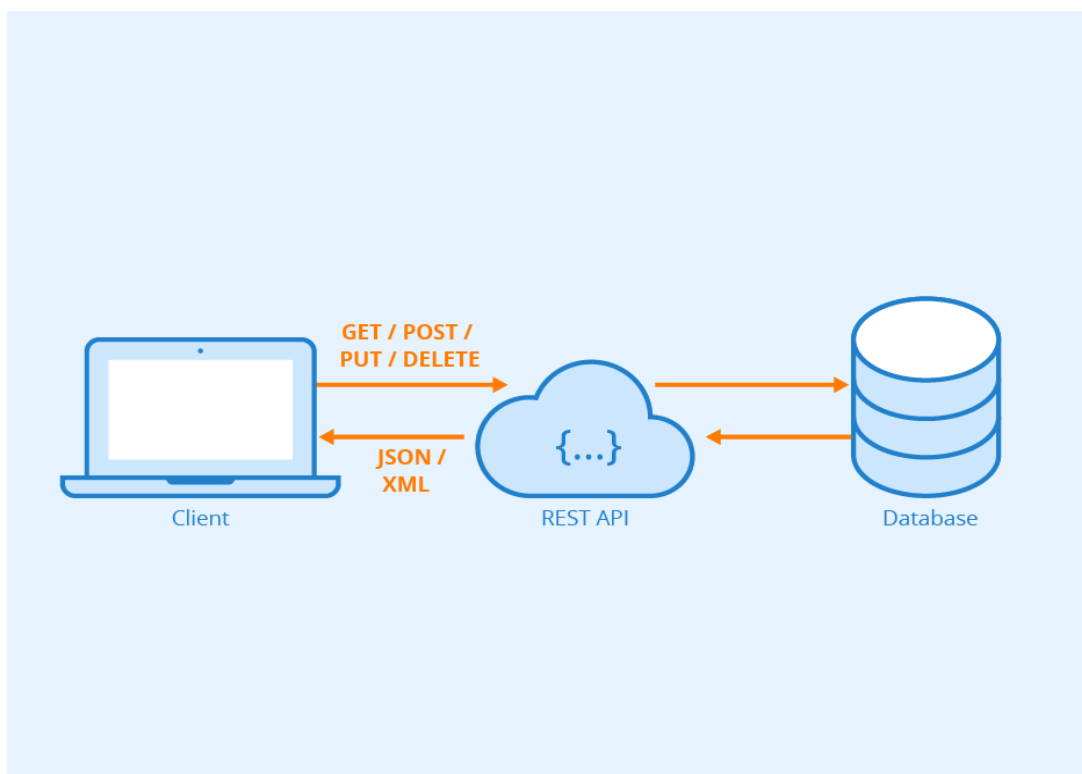 GET / POST /
PUT / DELETE
{...}
JSON /
XML
Client
REST API
Database